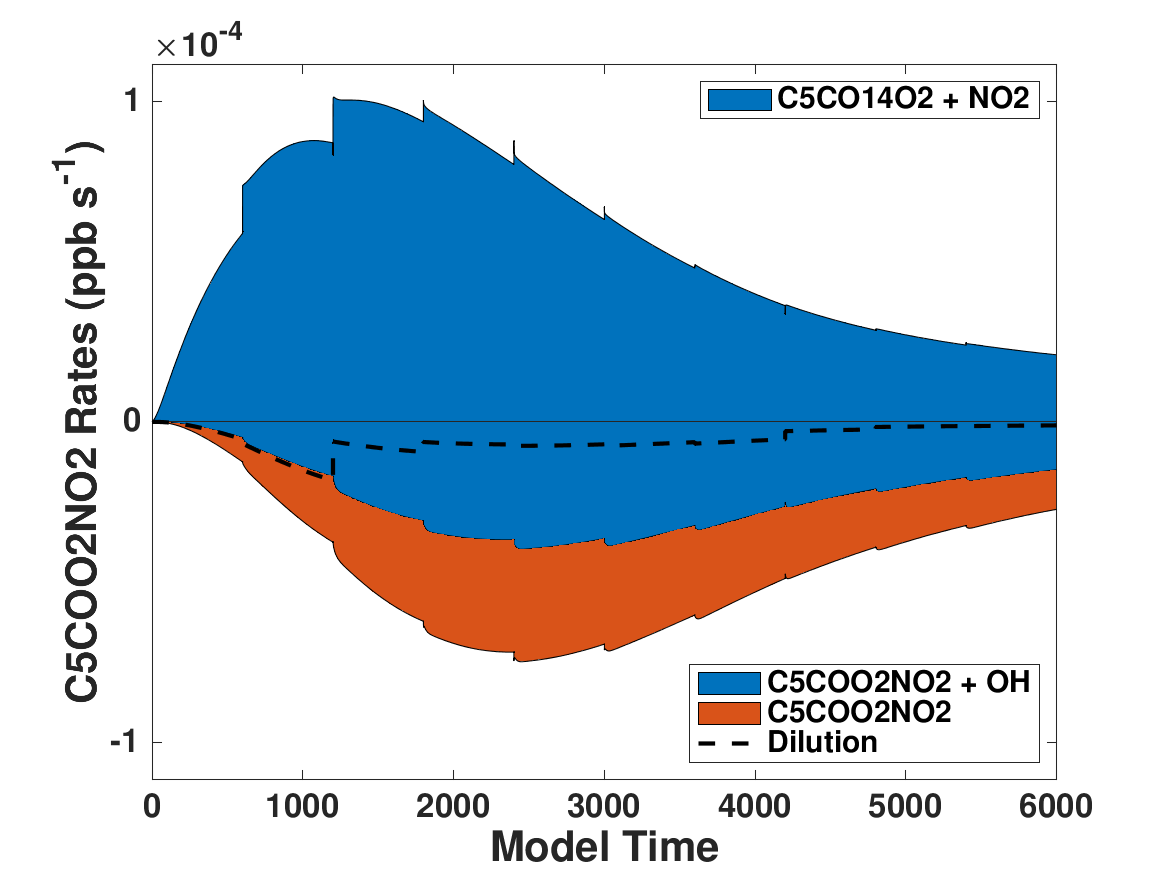 ×10-4
1
0
-1
C5COO2NO2 Rates (ppb s-1)
C5CO14O2 + NO2
C5COO2NO2 + OH
C5COO2NO2
Dilution
0 1000 2000 3000 4000 5000 6000
Model Time